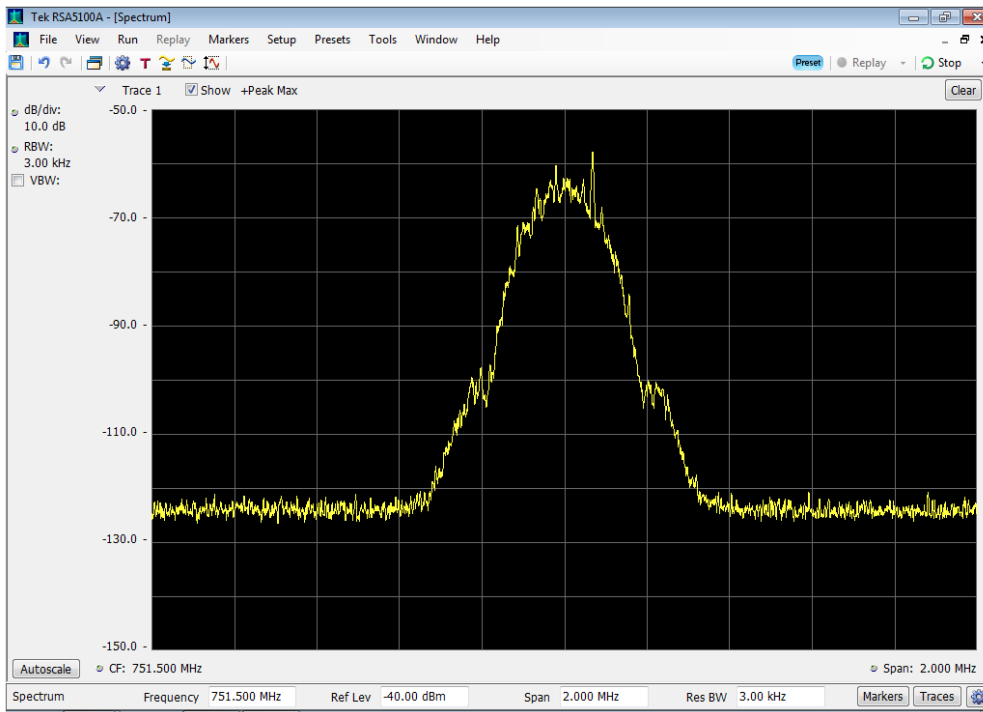 Tek RSA5100A - [Spectrum]
File View Run Replay Markers Setup Presets Tools Window Help
T Preset Replay Stop
Trace 1 Show +Peak Max Clear
dB/div:
10.0 dB
RBW:
3.00 kHz
VBW:
-50.0 -
-70.0 -
-90.0 -
-110.0 -
-130.0 -
-150.0 -
Autoscale CF: 751.500 MHz Span: 2.000 MHz
Spectrum Frequency 751.500 MHz Ref Lev -40.00 dBm Span 2.000 MHz Res BW 3.00 kHz Markers Traces